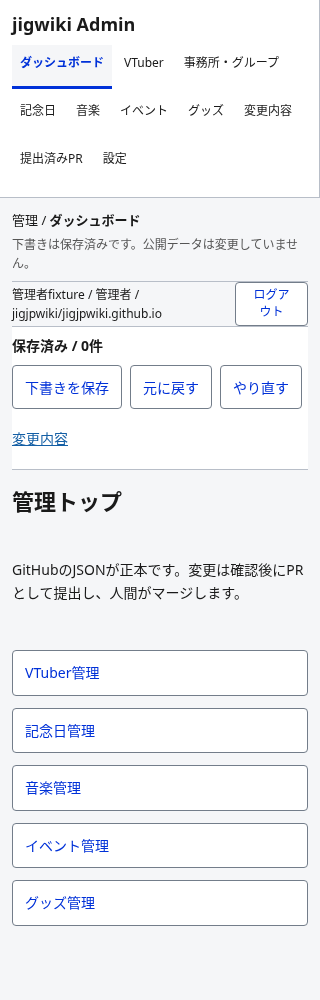 jigwiki Admin
ダッシュボード VTuber 事務所・グループ
記念日 音楽 イベント グッズ 変更内容
提出済みPR 設定
管理 / ダッシュボード
下書きは保存済みです。公開データは変更していませ
ん。
管理者fixture / 管理者 /
jigjpwiki/jigjpwiki.github.io
ログア
ウト
保存済み / 0件
下書きを保存 元に戻す やり直す
変更内容
管理トップ
GitHubのJSONが正本です。変更は確認後にPR
として提出し、人間がマージします。
VTuber管理
記念日管理
音楽管理
イベント管理
グッズ管理